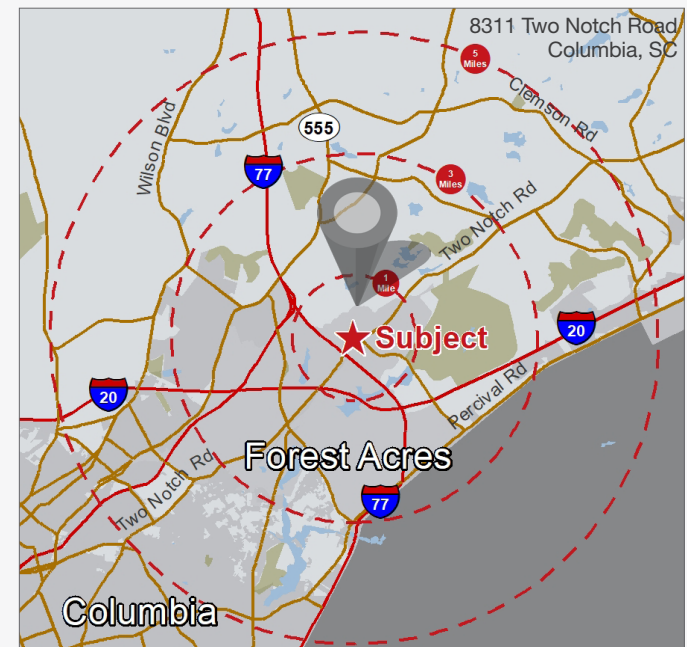 8311 Two Notch Road
Columbia, SC
5
Miles
Clemson Rd
Wilson Blvd
555
77
3
Miles
Two Notch Rd
1
Mile
Subject
20
20
Percival Rd
Forest Acres
Two Notch Rd
77
Columbia